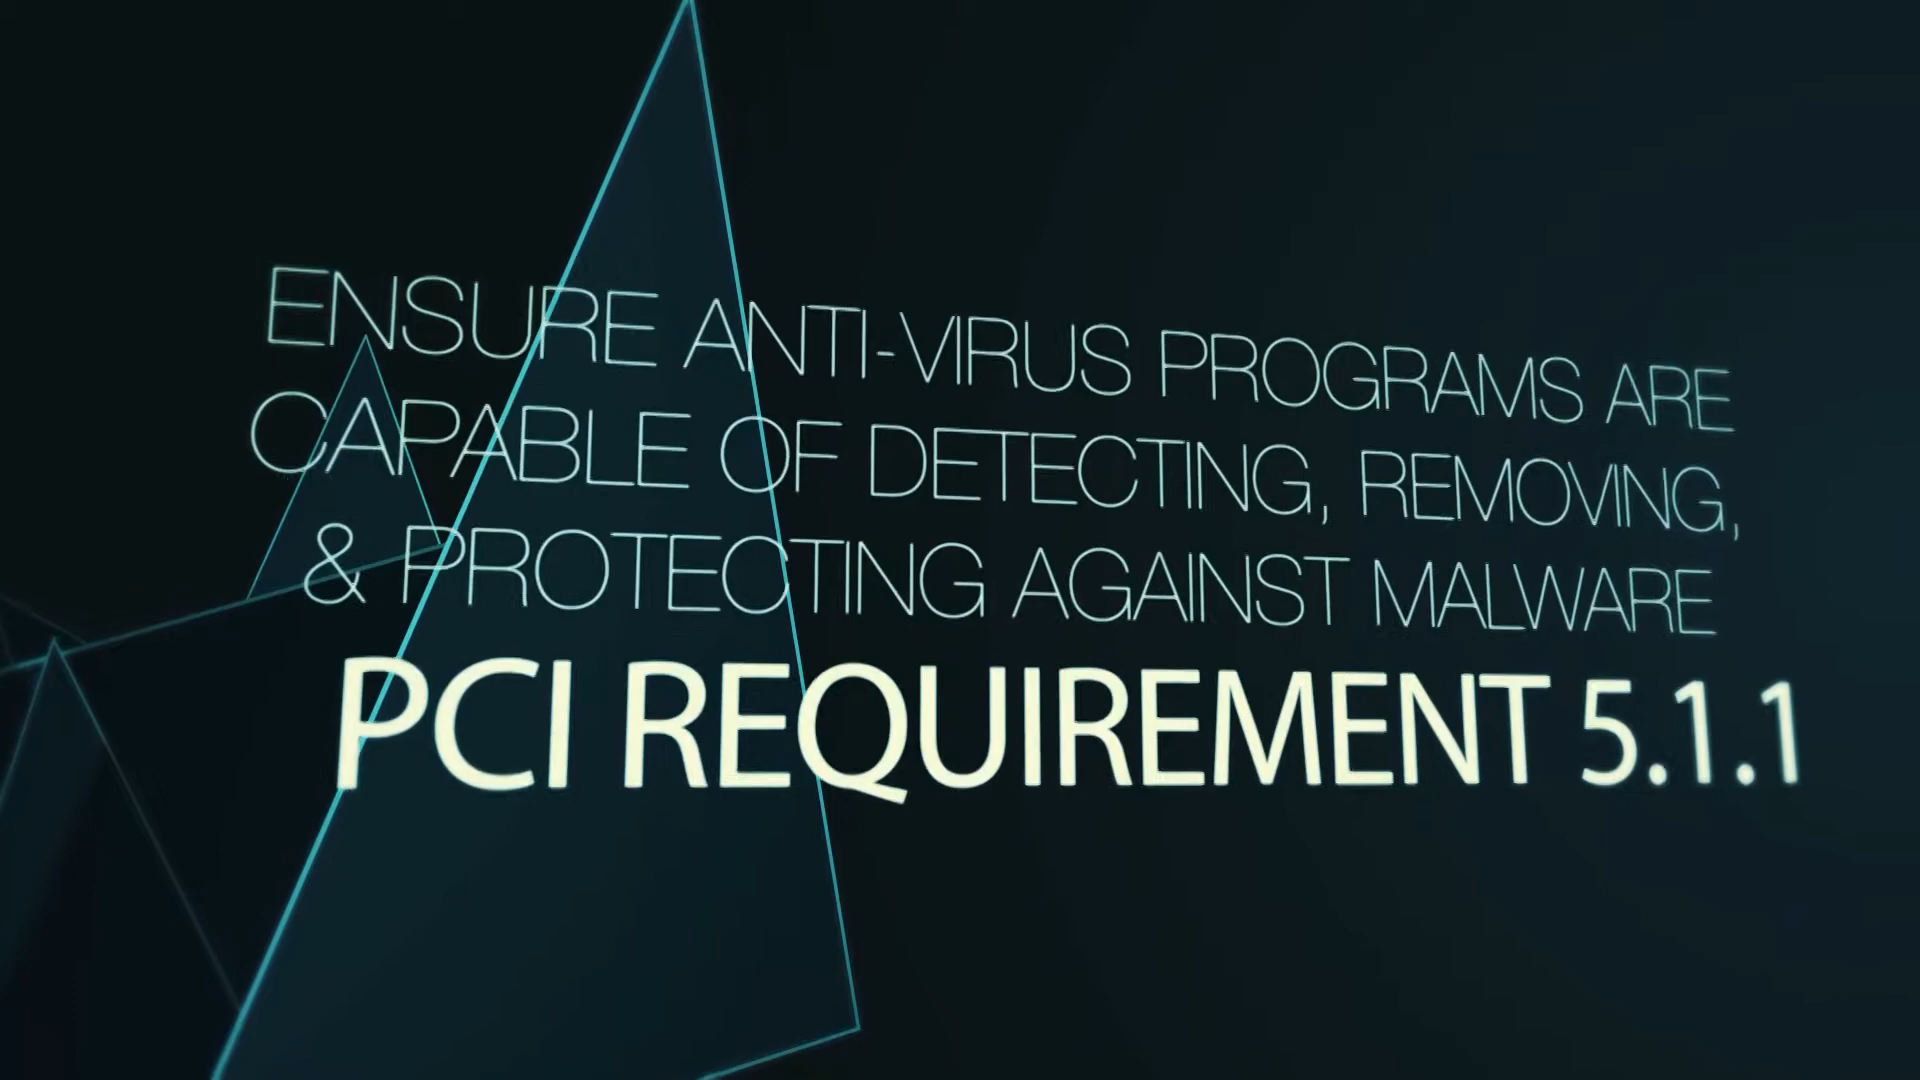 ENSURE ANTI-VIRUS PROGRAMS ARE
CAPABLE OF DETECTING, REMOVING,
& PROTECTING AGAINST MALWARE
PCI REQUIREMENT 5.1.1